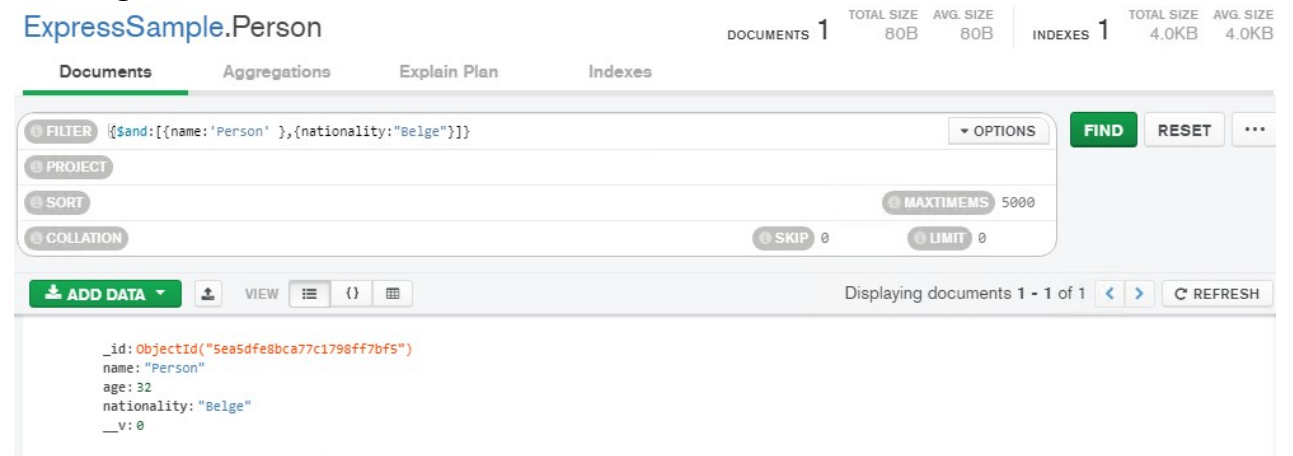 ExpressSample.Person
DOCUMENTS 1 TOTAL SIZE 80B AVG. SIZE 80B INDEXES 1 TOTAL SIZE 4.0KB AVG. SIZE 4.0KB
Documents Aggregations Explain Plan Indexes
FILTER {$and:[{name:'Person' },{nationality:"Belge"}]} OPTIONS FIND RESET ...
PROJECT
SORT MAXTIMEMS 5000
COLLATION SKIP 0 LIMIT 0
ADD DATA VIEW {} Displaying documents 1 - 1 of 1 < > REFRESH
_id: ObjectId("5ea5dfe8bca77c1798ff7bf5")
name: "Person"
age: 32
nationality: "Belge"
__v: 0